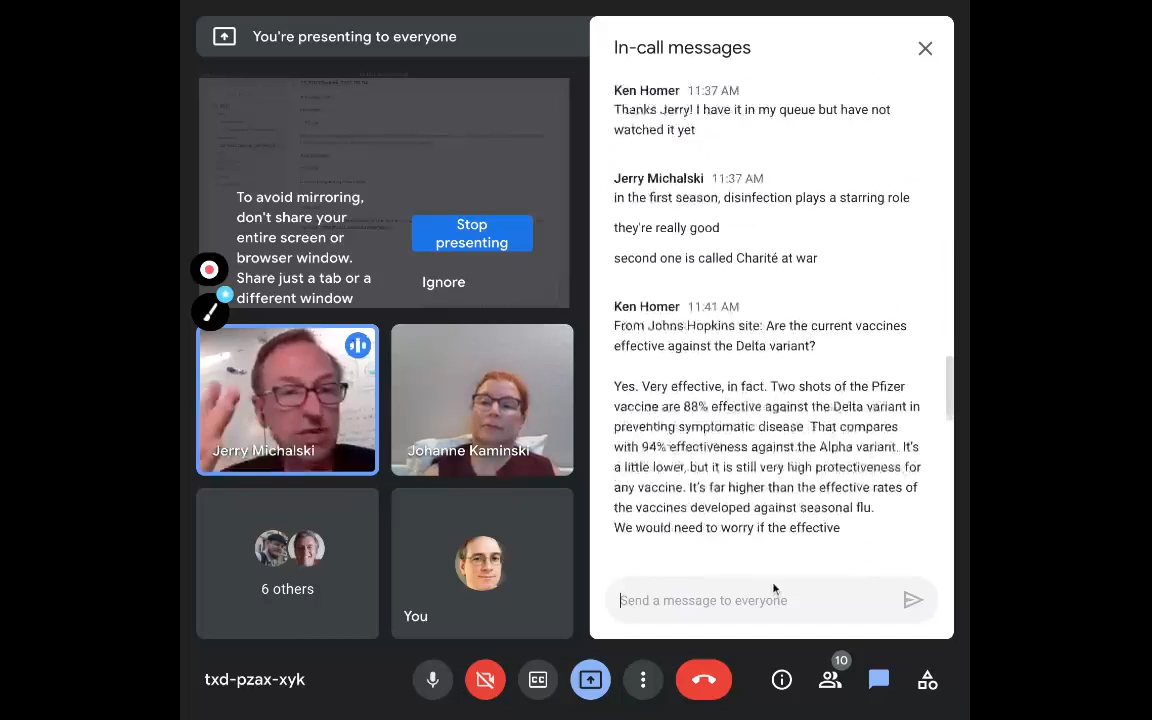 You're presenting to everyone
To avoid mirroring,
don't share your
entire screen or
browser window.
Share just a tab or a
different window
Stop
presenting
Ignore
Jerry Michalski
Johanne Kaminski
6 others
You
In-call messages
Ken Homer 11:37 AM
Thanks Jerry! I have it in my queue but have not
watched it yet
Jerry Michalski 11:37 AM
in the first season, disinfection plays a starring role
they're really good
second one is called Charité at war
Ken Homer 11:41 AM
From Johns Hopkins site: Are the current vaccines
effective against the Delta variant?
Yes. Very effective, in fact. Two shots of the Pfizer
vaccine are 88% effective against the Delta variant in
preventing symptomatic disease That compares
with 94% effectiveness against the Alpha variant. It's
a little lower, but it is still very high protectiveness for
any vaccine. It's far higher than the effective rates of
the vaccines developed against seasonal flu.
We would need to worry if the effective
Send a message to everyone
txd-pzax-xyk
CC
10